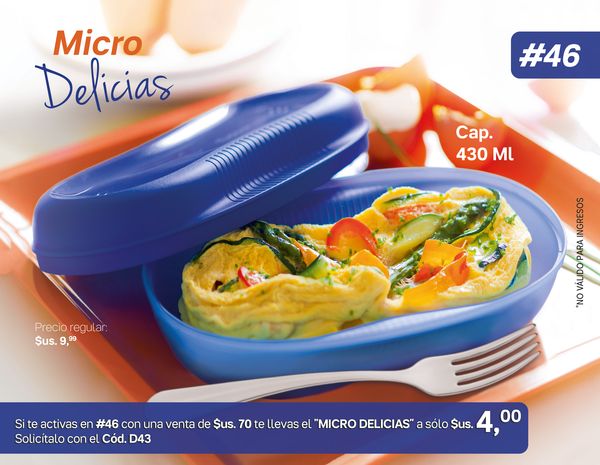 Micro
Delicias
#46
Cap.
430 Ml
*NO VÁLIDO PARA INGRESOS
Precio regular:
$us. 9,99
Si te activas en #46 con una venta de $us. 70 te llevas el "MICRO DELICIAS" a sólo $us. 4,00
Solicítalo con el Cód. D43